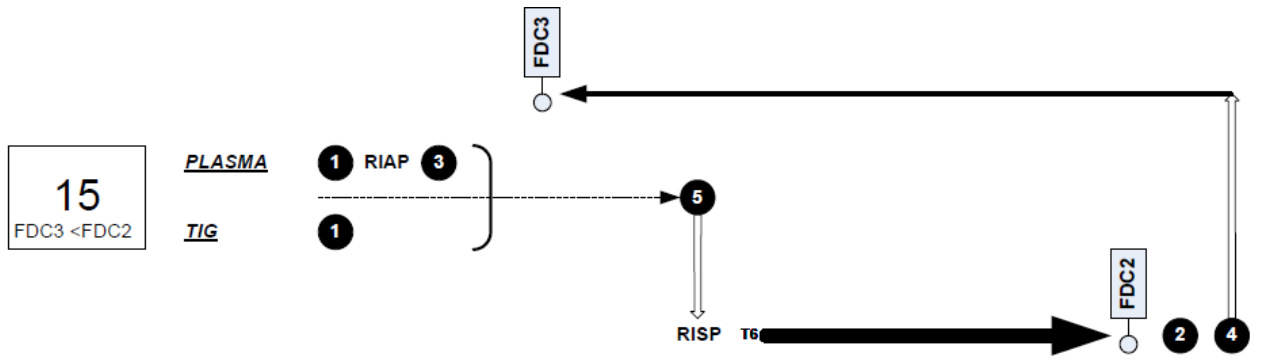 FDC3
PLASMA 1 RIAP 3
15
FDC3 <FDC2
5
TIG 1
FDC2
RISP T6 2 4